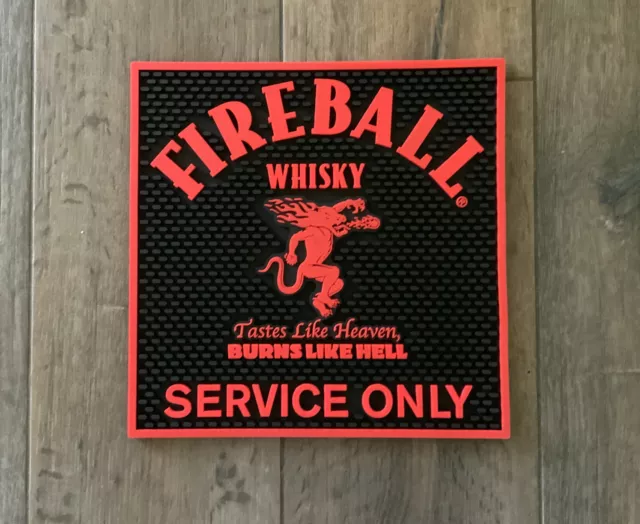 FIREBALL®
WHISKY
Tastes Like Heaven,
BURNS LIKE HELL
SERVICE ONLY